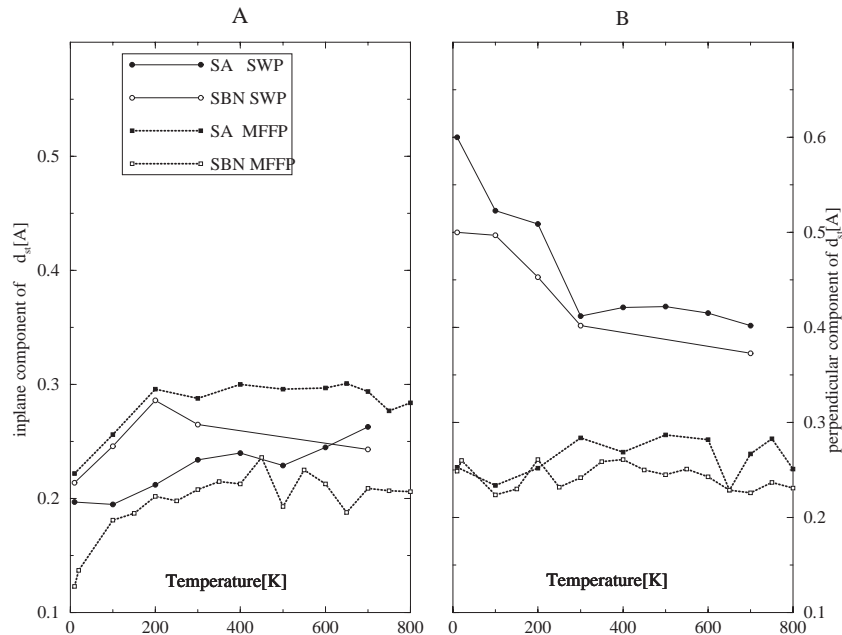 A
B
SA SWP
SBN SWP
SA MFFP
SBN MFFP
0.5
0.4
0.3
0.2
0.1
inplane component of d_st[A]
Temperature[K]
0 200 400 600 800
0.6
0.5
0.4
0.3
0.2
0.1
perpendicular component of d_st[A]
Temperature[K]
0 200 400 600 800